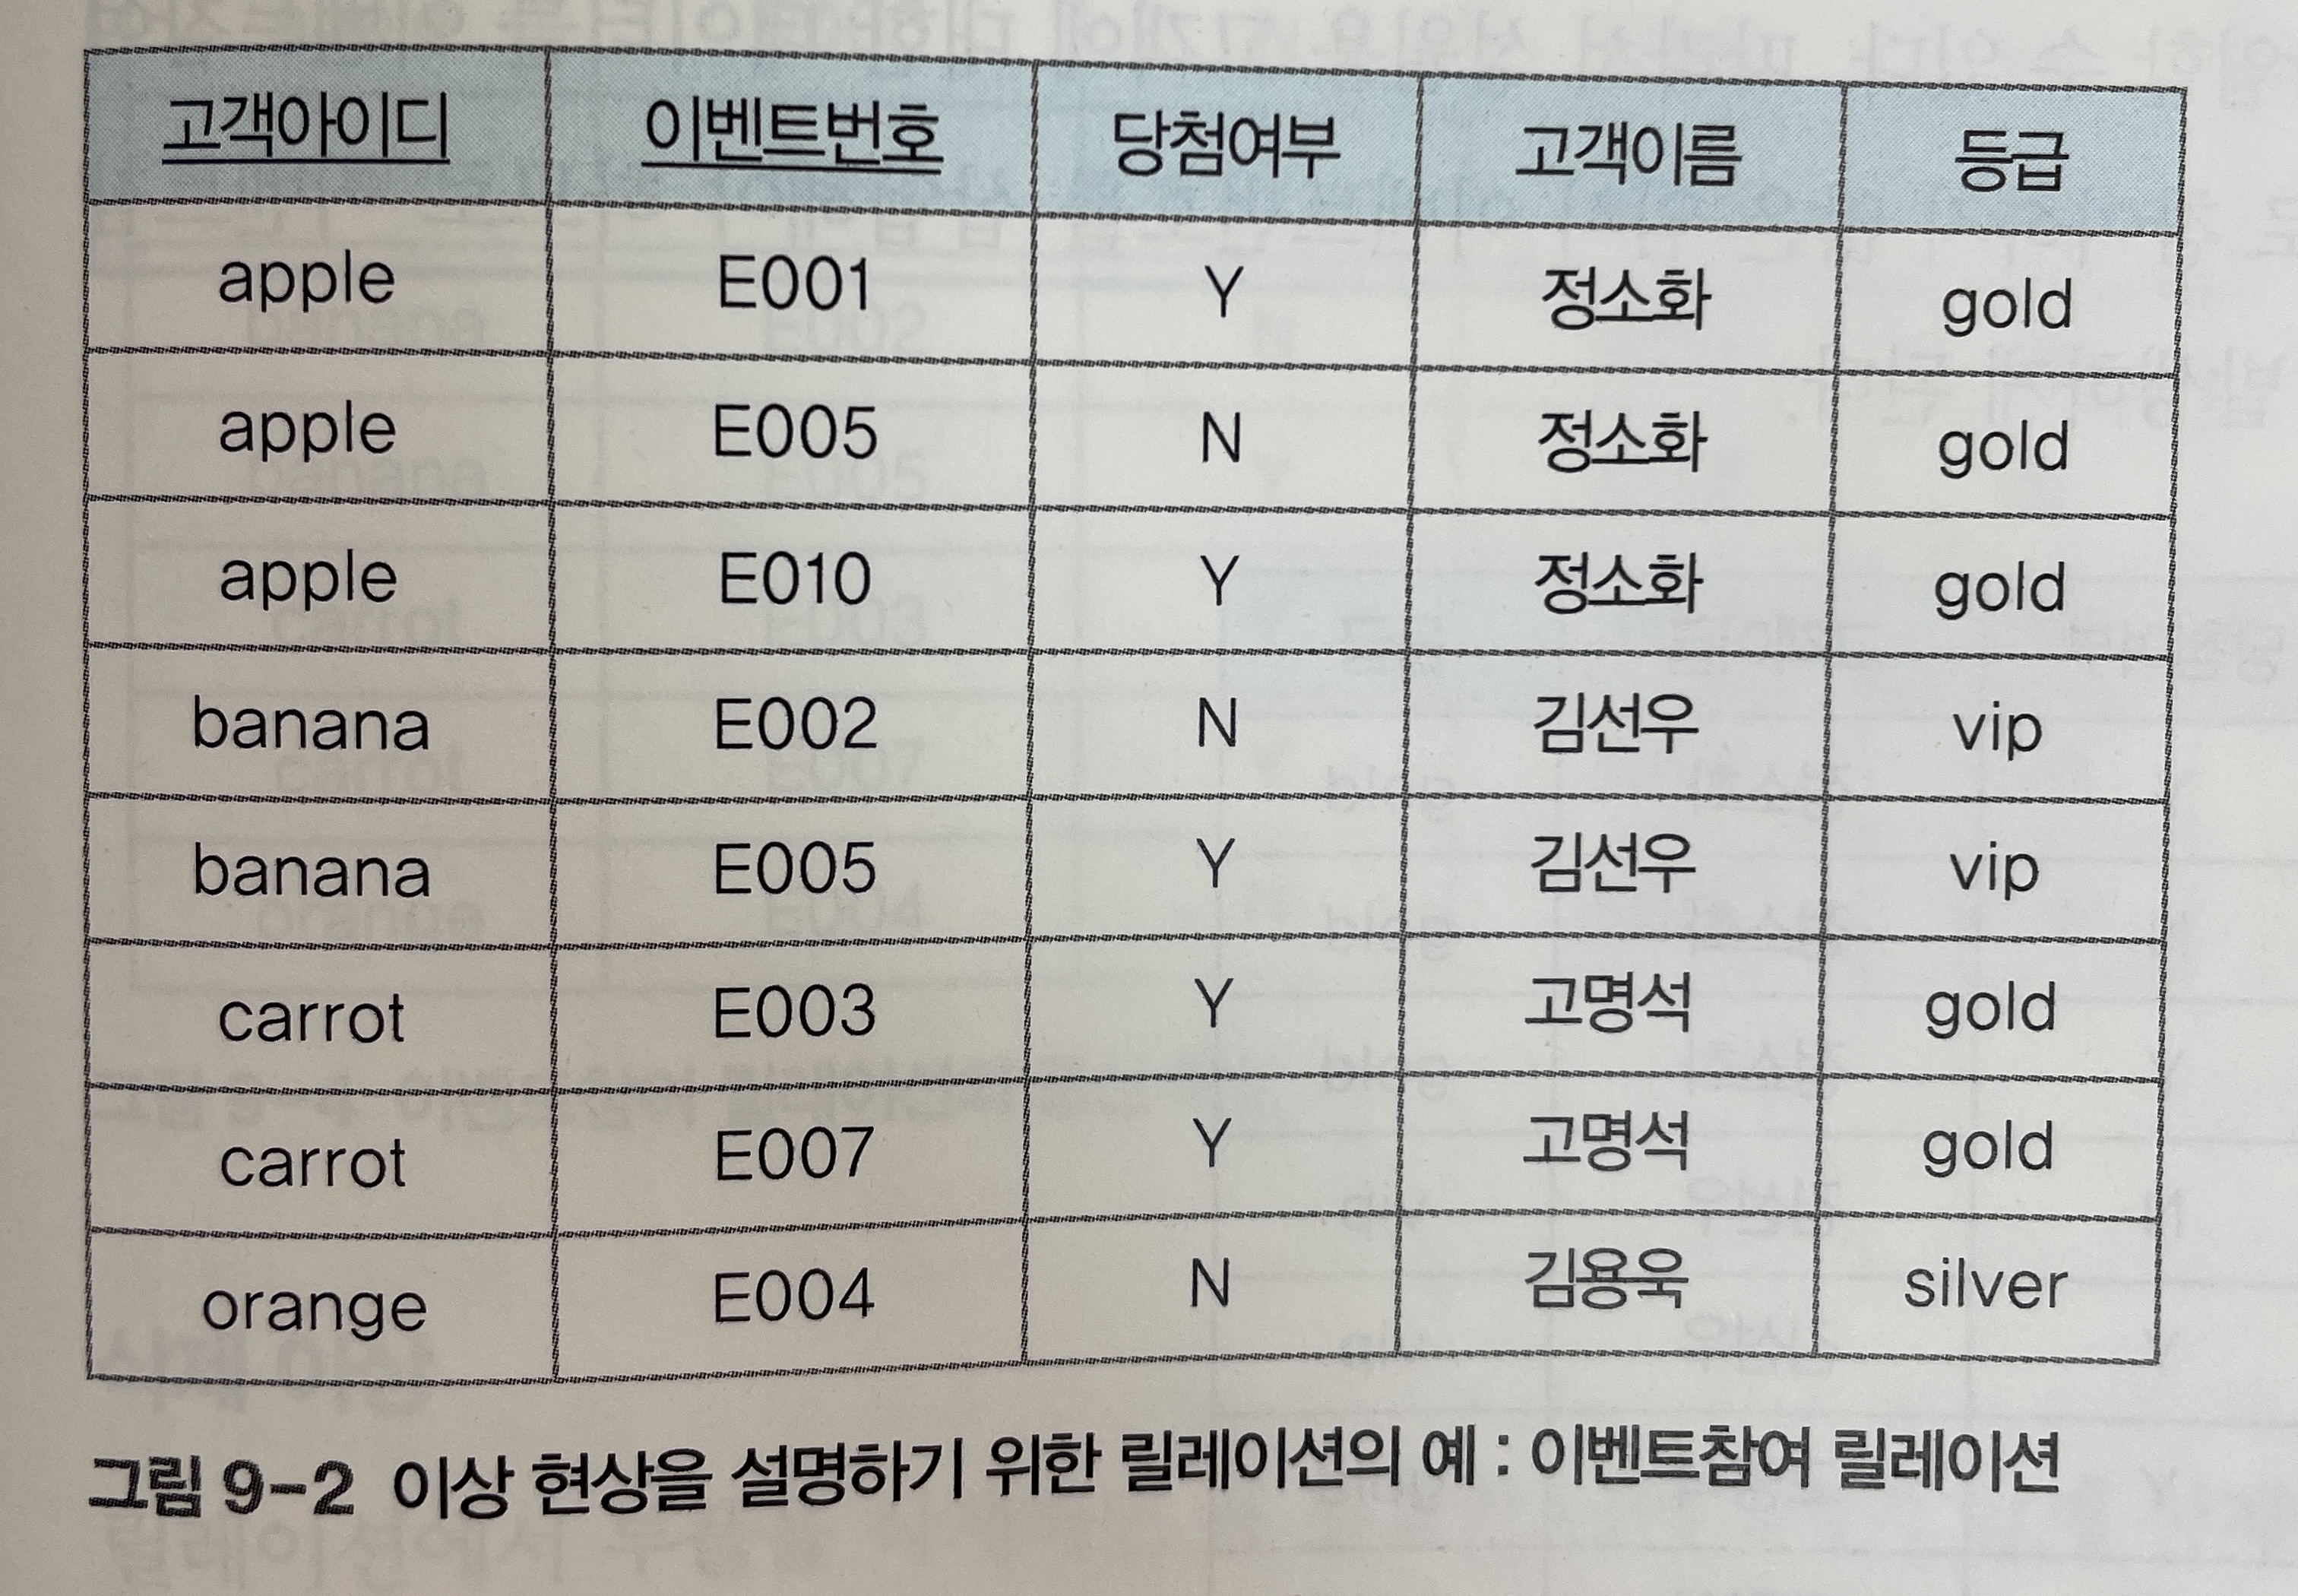 고객아이디 이벤트번호 당첨여부 고객이름 등급
apple E001 Y 정소화 gold
apple E005 N 정소화 gold
apple E010 Y 정소화 gold
banana E002 N 김선우 vip
banana E005 Y 김선우 vip
carrot E003 Y 고명석 gold
carrot E007 Y 고명석 gold
orange E004 N 김용욱 silver
그림 9-2 이상 현상을 설명하기 위한 릴레이션의 예 : 이벤트참여 릴레이션